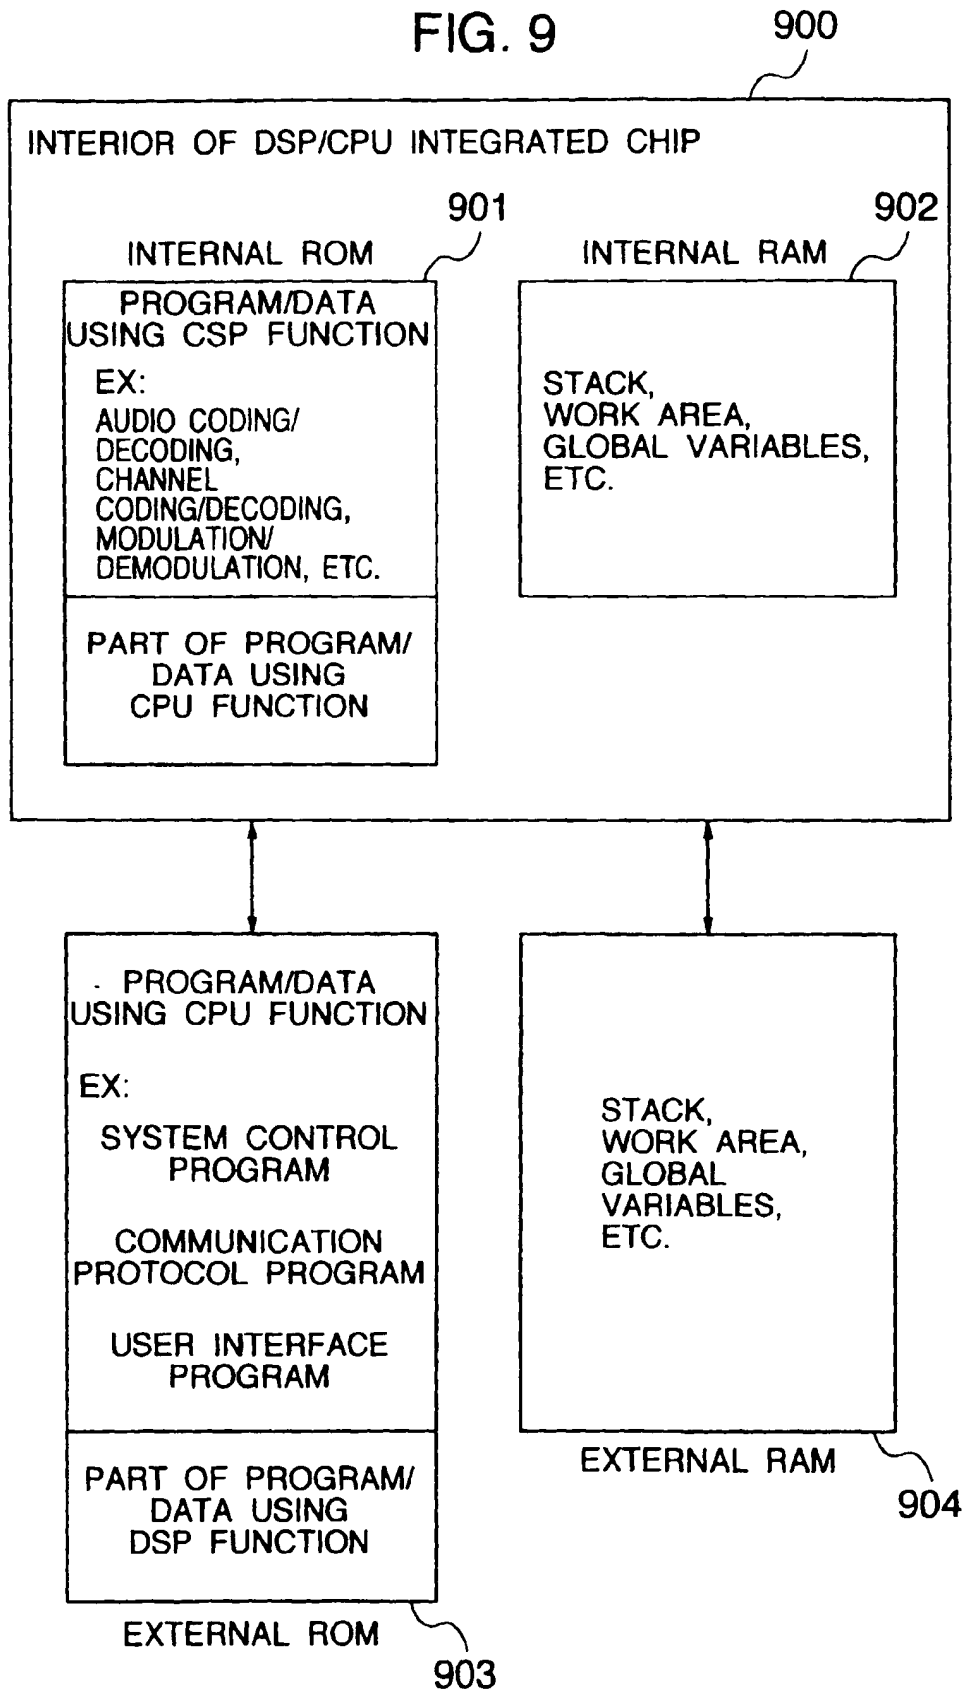 FIG. 9
900
INTERIOR OF DSP/CPU INTEGRATED CHIP
901
INTERNAL ROM
PROGRAM/DATA
USING CSP FUNCTION
EX:
AUDIO CODING/
DECODING,
CHANNEL
CODING/DECODING,
MODULATION/
DEMODULATION, ETC.
PART OF PROGRAM/
DATA USING
CPU FUNCTION
902
INTERNAL RAM
STACK,
WORK AREA,
GLOBAL VARIABLES,
ETC.
PROGRAM/DATA
USING CPU FUNCTION
EX:
SYSTEM CONTROL
PROGRAM
COMMUNICATION
PROTOCOL PROGRAM
USER INTERFACE
PROGRAM
PART OF PROGRAM/
DATA USING
DSP FUNCTION
EXTERNAL ROM
903
STACK,
WORK AREA,
GLOBAL
VARIABLES,
ETC.
EXTERNAL RAM
904